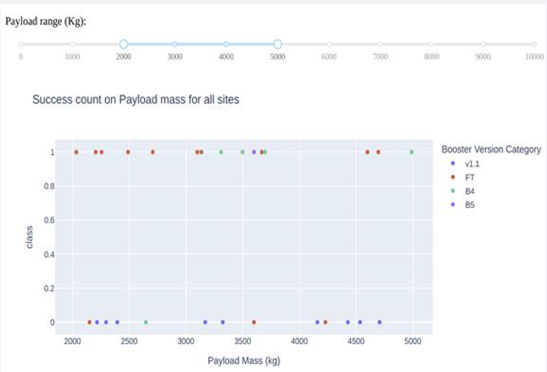 Payload range (Kg):
0 1000 2000 3000 4000 5000 6000 7000 8000 9000 10000
Success count on Payload mass for all sites
Booster Version Category
v1.1
FT
B4
B5
class
1
0.8
0.6
0.4
0.2
0
2000 2500 3000 3500 4000 4500 5000
Payload Mass (kg)